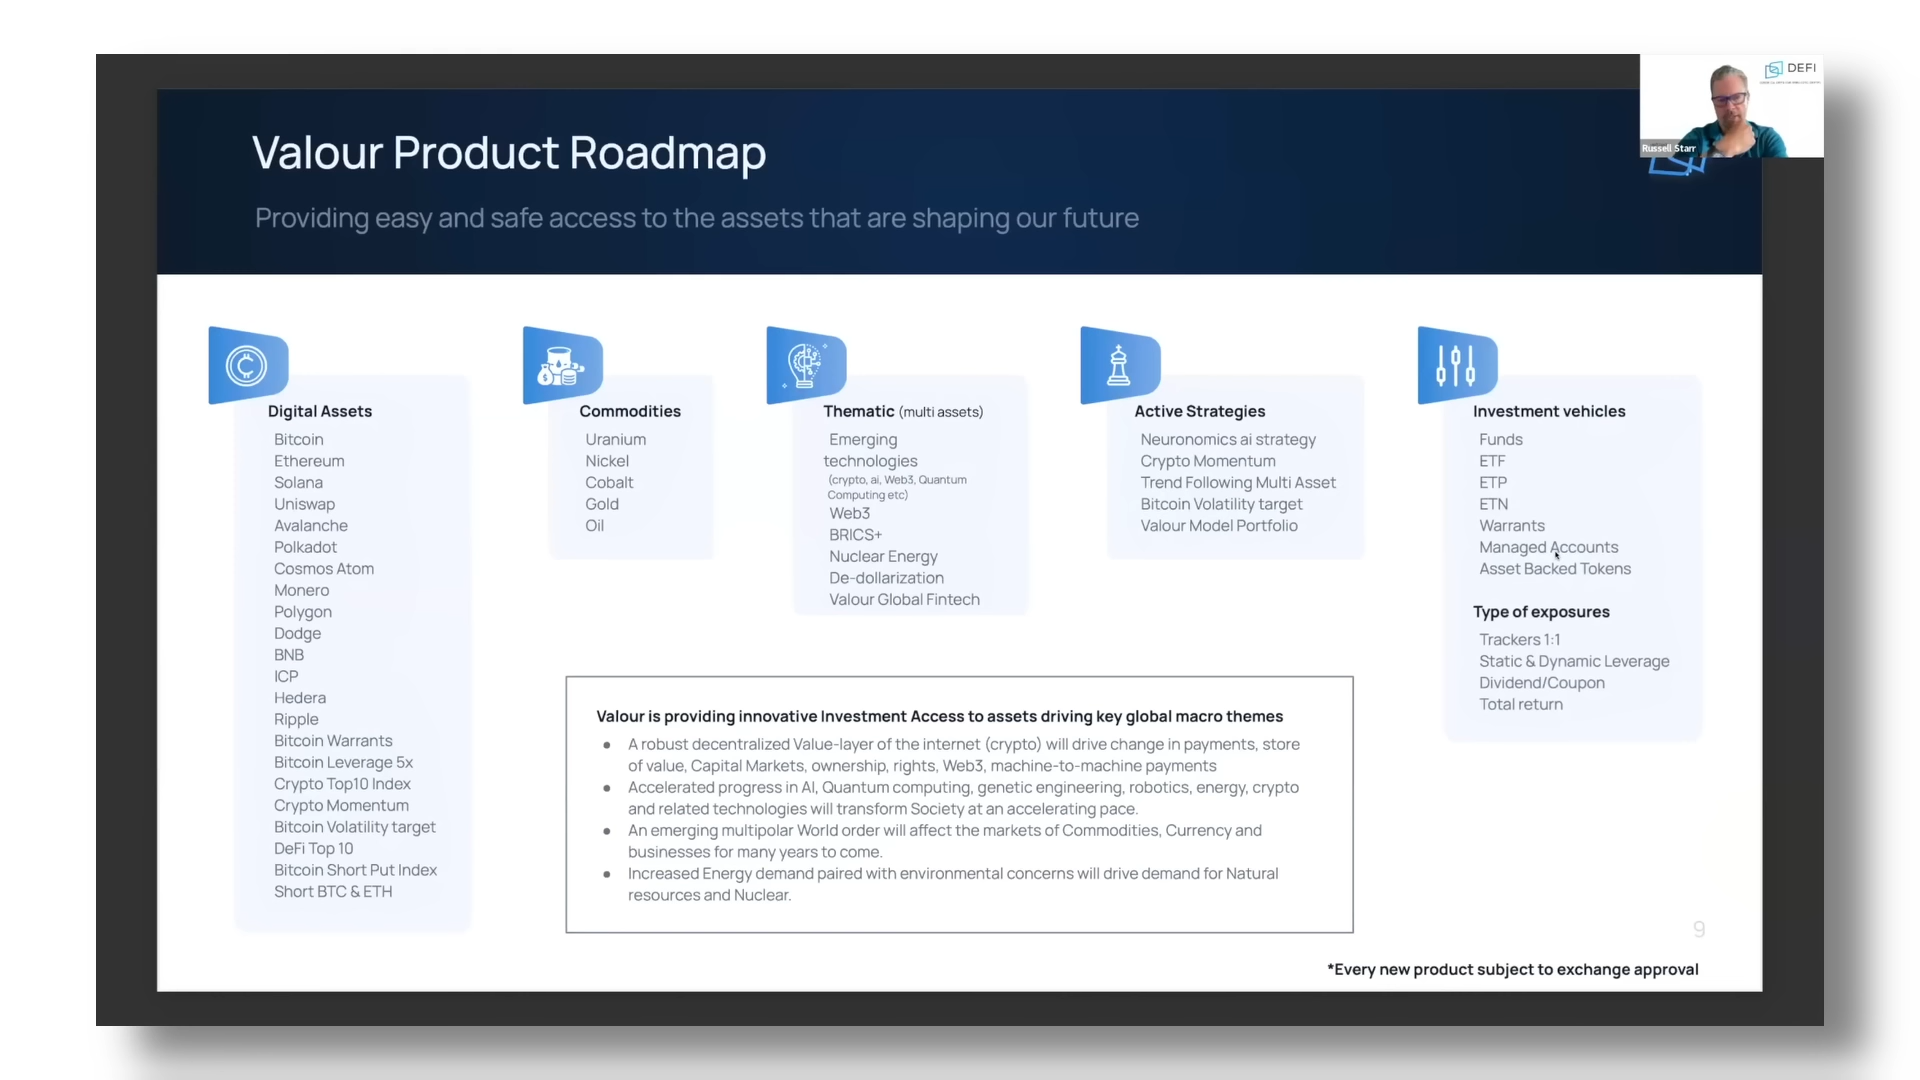 DEFI
Russell Starr
Valour Product Roadmap
Providing easy and safe access to the assets that are shaping our future
Digital Assets
Bitcoin
Ethereum
Solana
Uniswap
Avalanche
Polkadot
Cosmos Atom
Monero
Polygon
Dodge
BNB
ICP
Hedera
Ripple
Bitcoin Warrants
Bitcoin Leverage 5x
Crypto Top10 Index
Crypto Momentum
Bitcoin Volatility target
DeFi Top 10
Bitcoin Short Put Index
Short BTC & ETH
Commodities
Uranium
Nickel
Cobalt
Gold
Oil
Thematic (multi assets)
Emerging
technologies
(crypto, ai, Web3, Quantum
Computing etc)
Web3
BRICS+
Nuclear Energy
De-dollarization
Valour Global Fintech
Active Strategies
Neuronomics ai strategy
Crypto Momentum
Trend Following Multi Asset
Bitcoin Volatility target
Valour Model Portfolio
Investment vehicles
Funds
ETF
ETP
ETN
Warrants
Managed Accounts
Asset Backed Tokens
Type of exposures
Trackers 1:1
Static & Dynamic Leverage
Dividend/Coupon
Total return
Valour is providing innovative Investment Access to assets driving key global macro themes
● A robust decentralized Value-layer of the internet (crypto) will drive change in payments, store
of value, Capital Markets, ownership, rights, Web3, machine-to-machine payments
● Accelerated progress in AI, Quantum computing, genetic engineering, robotics, energy, crypto
and related technologies will transform Society at an accelerating pace.
● An emerging multipolar World order will affect the markets of Commodities, Currency and
businesses for many years to come.
● Increased Energy demand paired with environmental concerns will drive demand for Natural
resources and Nuclear.
9
*Every new product subject to exchange approval